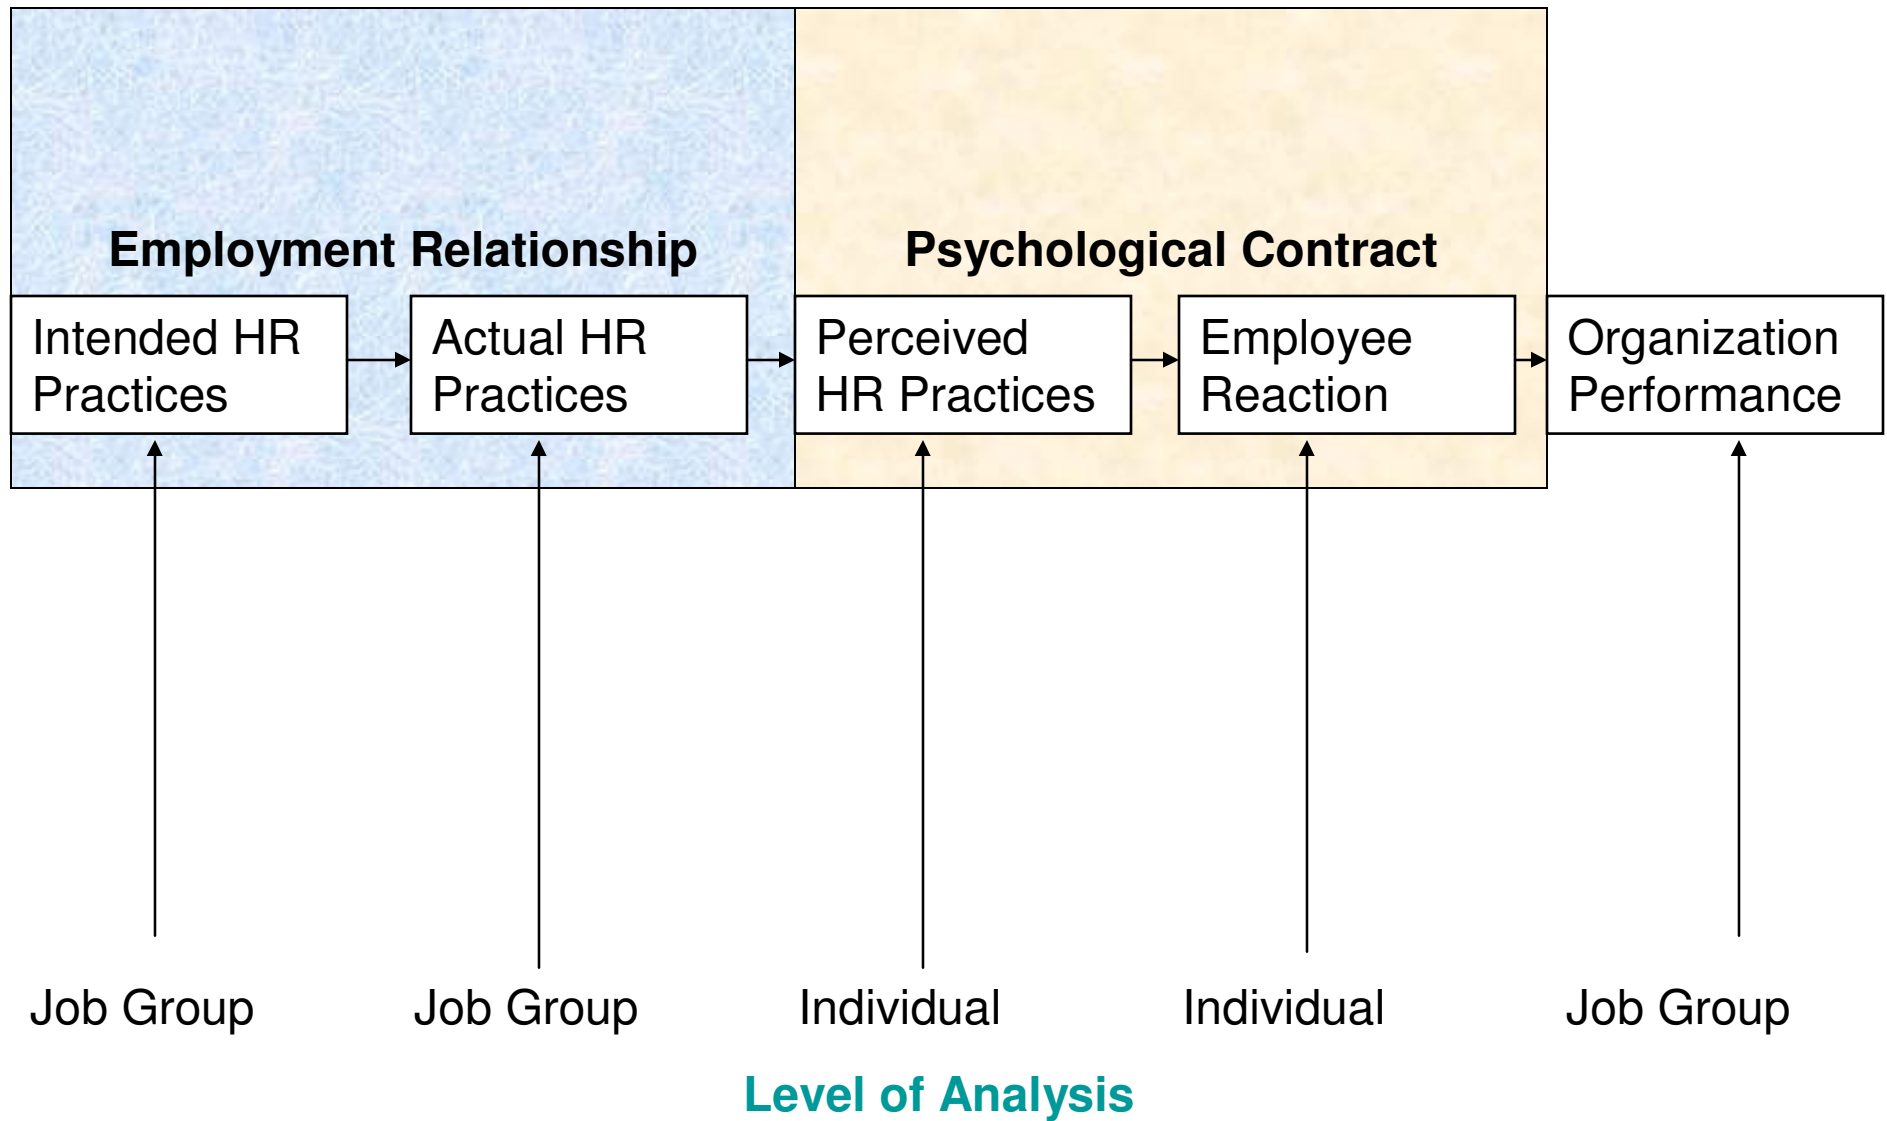 Employment Relationship
Psychological Contract
Intended HR
Practices
Actual HR
Practices
Perceived
HR Practices
Employee
Reaction
Organization
Performance
Job Group
Job Group
Individual
Individual
Job Group
Level of Analysis